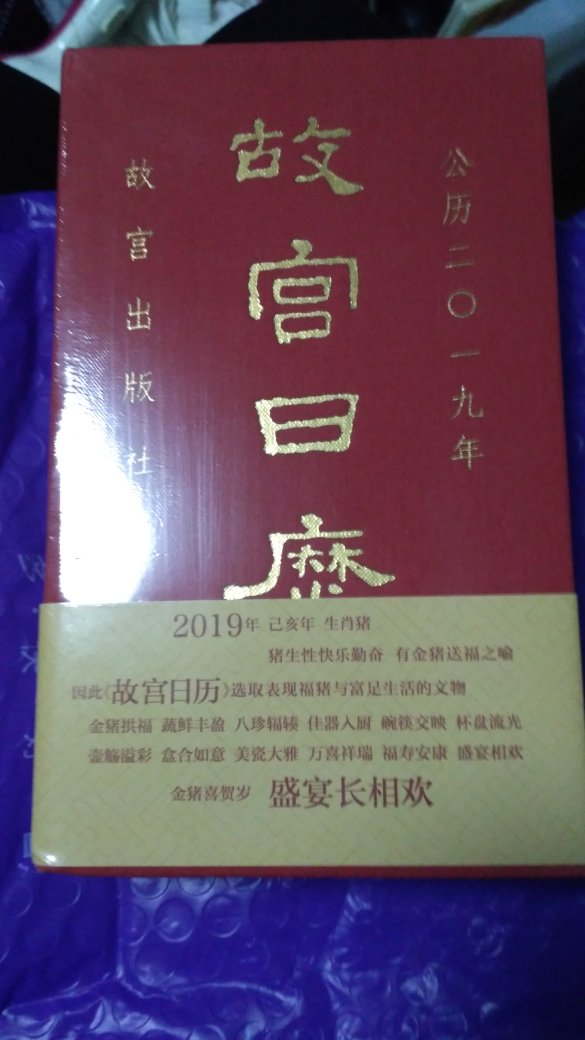 公历二〇一九年
故宫日历
故宫出版社
2019年 己亥年 生肖猪
猪生性快乐勤奋 有金猪送福之喻
因此《故宫日历》选取表现福猪与富足生活的文物
金猪拱福 蔬鲜丰盈 八珍辐辏 佳器入厨 碗筷交映 杯盘流光
壶觞溢彩 盒合如意 美瓷大雅 万喜祥瑞 福寿安康 盛宴相欢
金猪喜贺岁 盛宴长相欢